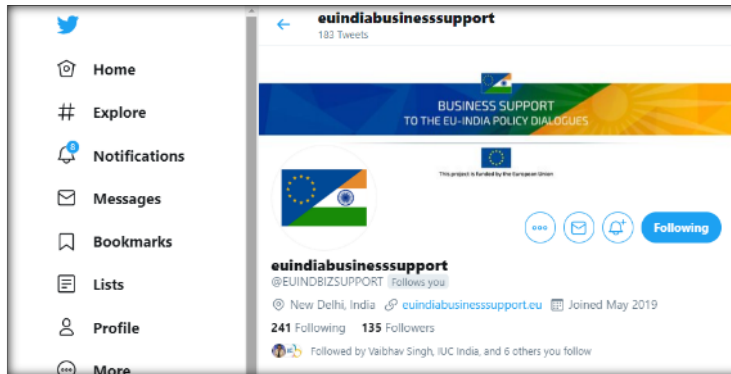 euindiabusinesssupport
183 Tweets
Home
Explore
8
Notifications
Messages
Bookmarks
Lists
Profile
More
BUSINESS SUPPORT
TO THE EU-INDIA POLICY DIALOGUES
This project is funded by the European Union
Following
euindiabusinesssupport
@EUINDBIZSUPPORT Follows you
New Delhi, India euindiabusinesssupport.eu Joined May 2019
241 Following 135 Followers
Followed by Vaibhav Singh, IUC India, and 6 others you follow